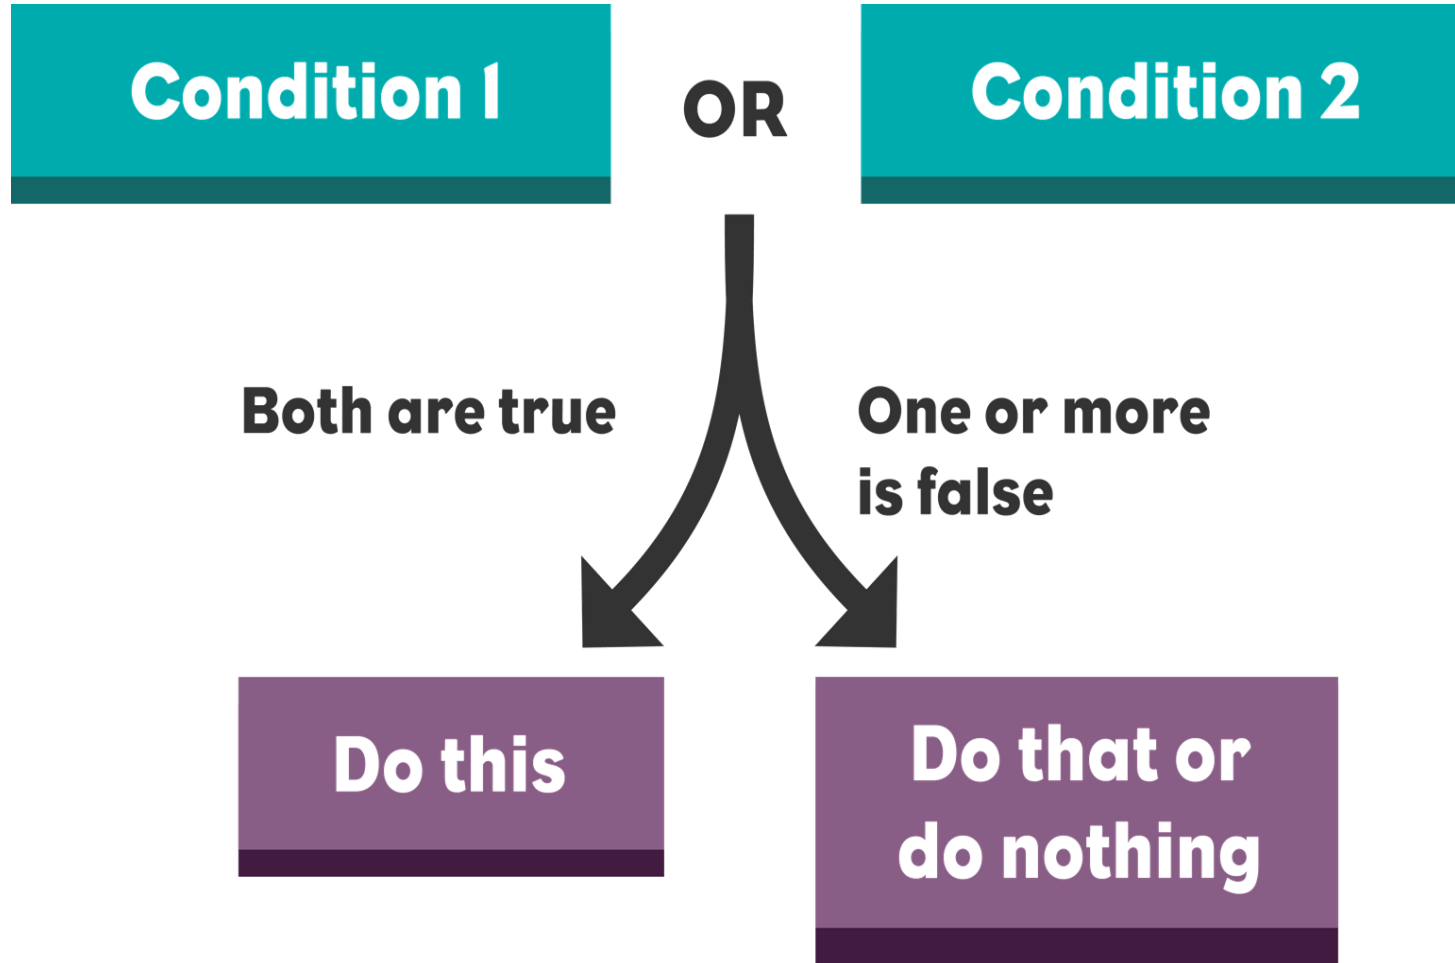 Condition 1
OR
Condition 2
Both are true
One or more
is false
Do this
Do that or
do nothing